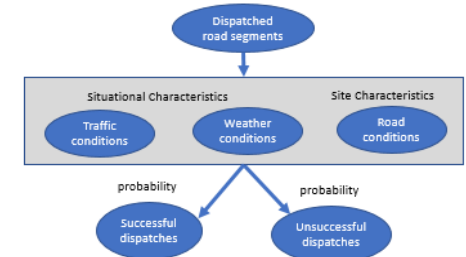 Dispatched
road segments
Situational Characteristics
Site Characteristics
Traffic
conditions
Weather
conditions
Road
conditions
probability
probability
Successful
dispatches
Unsuccessful
dispatches